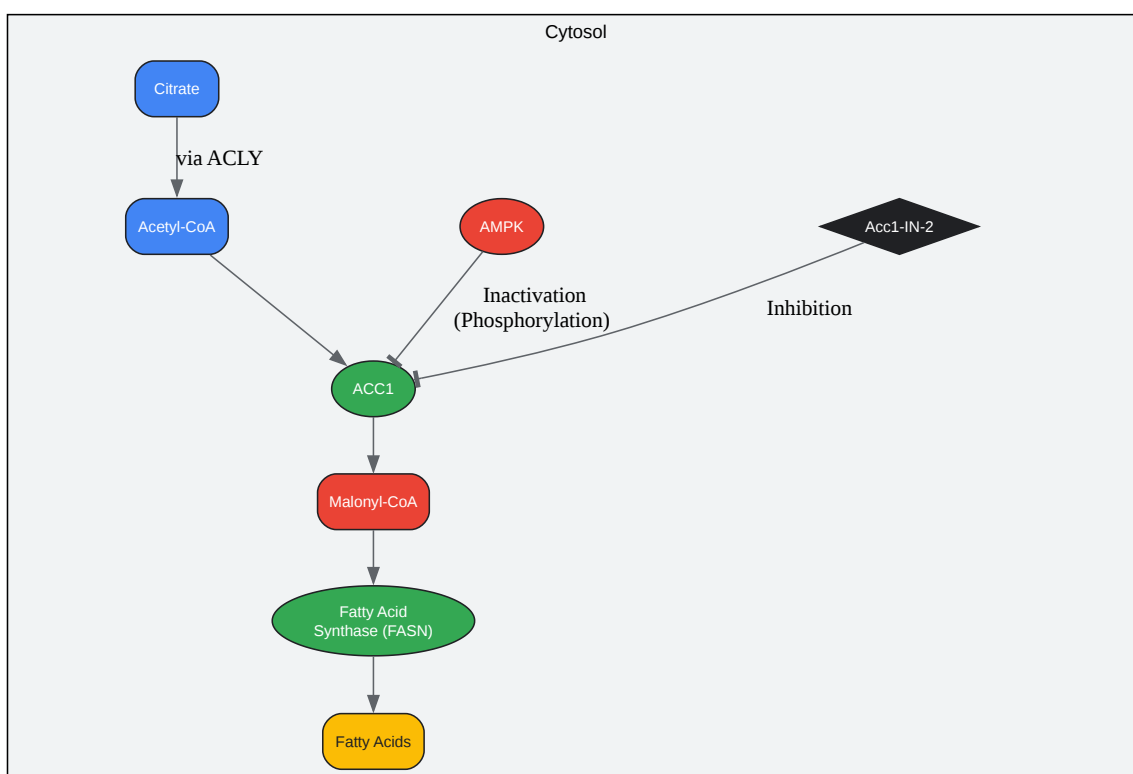 Cytosol
Citrate
via ACLY
Acetyl-CoA
AMPK
Acc1-IN-2
Inactivation
(Phosphorylation)
Inhibition
ACC1
Malonyl-CoA
Fatty Acid
Synthase (FASN)
Fatty Acids